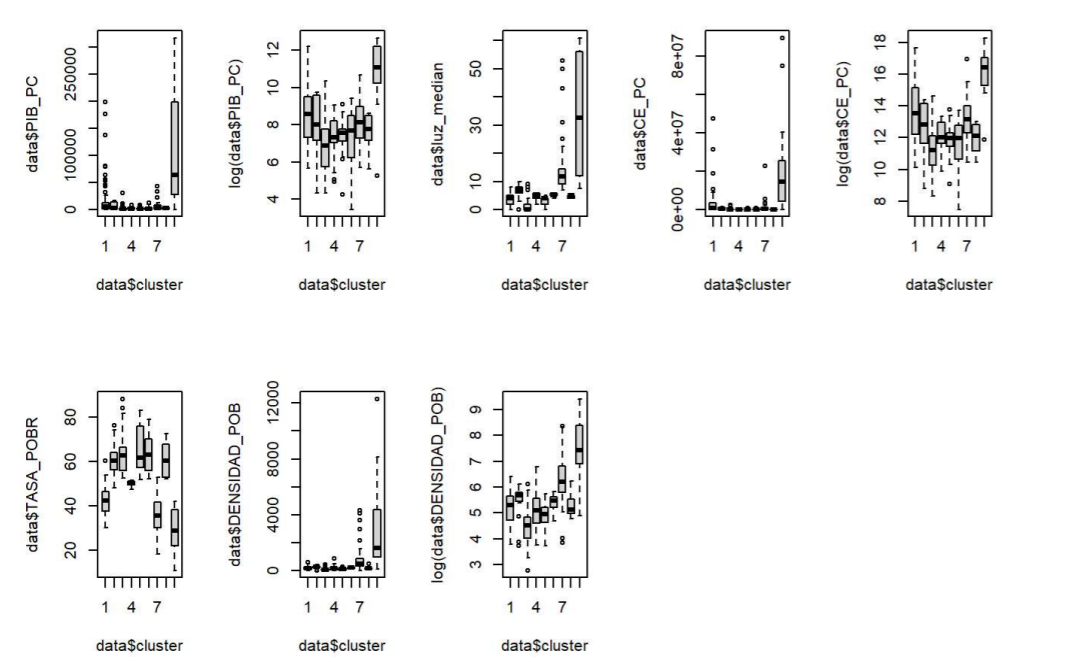 data$PIB_PC
0 100000 250000
1 4 7
data$cluster
log(data$PIB_PC)
4 6 8 10 12
1 4 7
data$cluster
data$luz_median
0 10 30 50
1 4 7
data$cluster
data$CE_PC
0e+00 4e+07 8e+07
1 4 7
data$cluster
log(data$CE_PC)
8 10 12 14 16 18
1 4 7
data$cluster
data$TASA_POBR
20 40 60 80
1 4 7
data$cluster
data$DENSIDAD_POB
0 4000 8000 12000
1 4 7
data$cluster
log(data$DENSIDAD_POB)
3 4 5 6 7 8 9
1 4 7
data$cluster